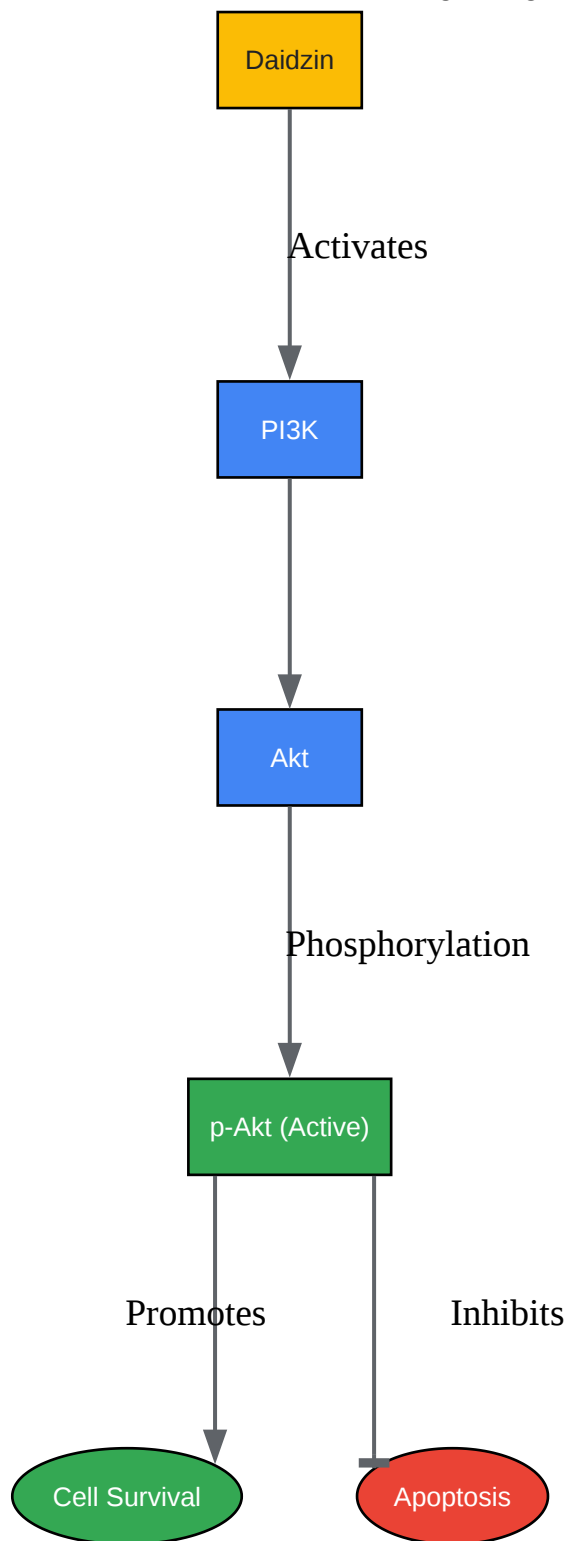 Daidzin
Activates
PI3K
Akt
Phosphorylation
p-Akt (Active)
Promotes
Inhibits
Cell Survival
Apoptosis